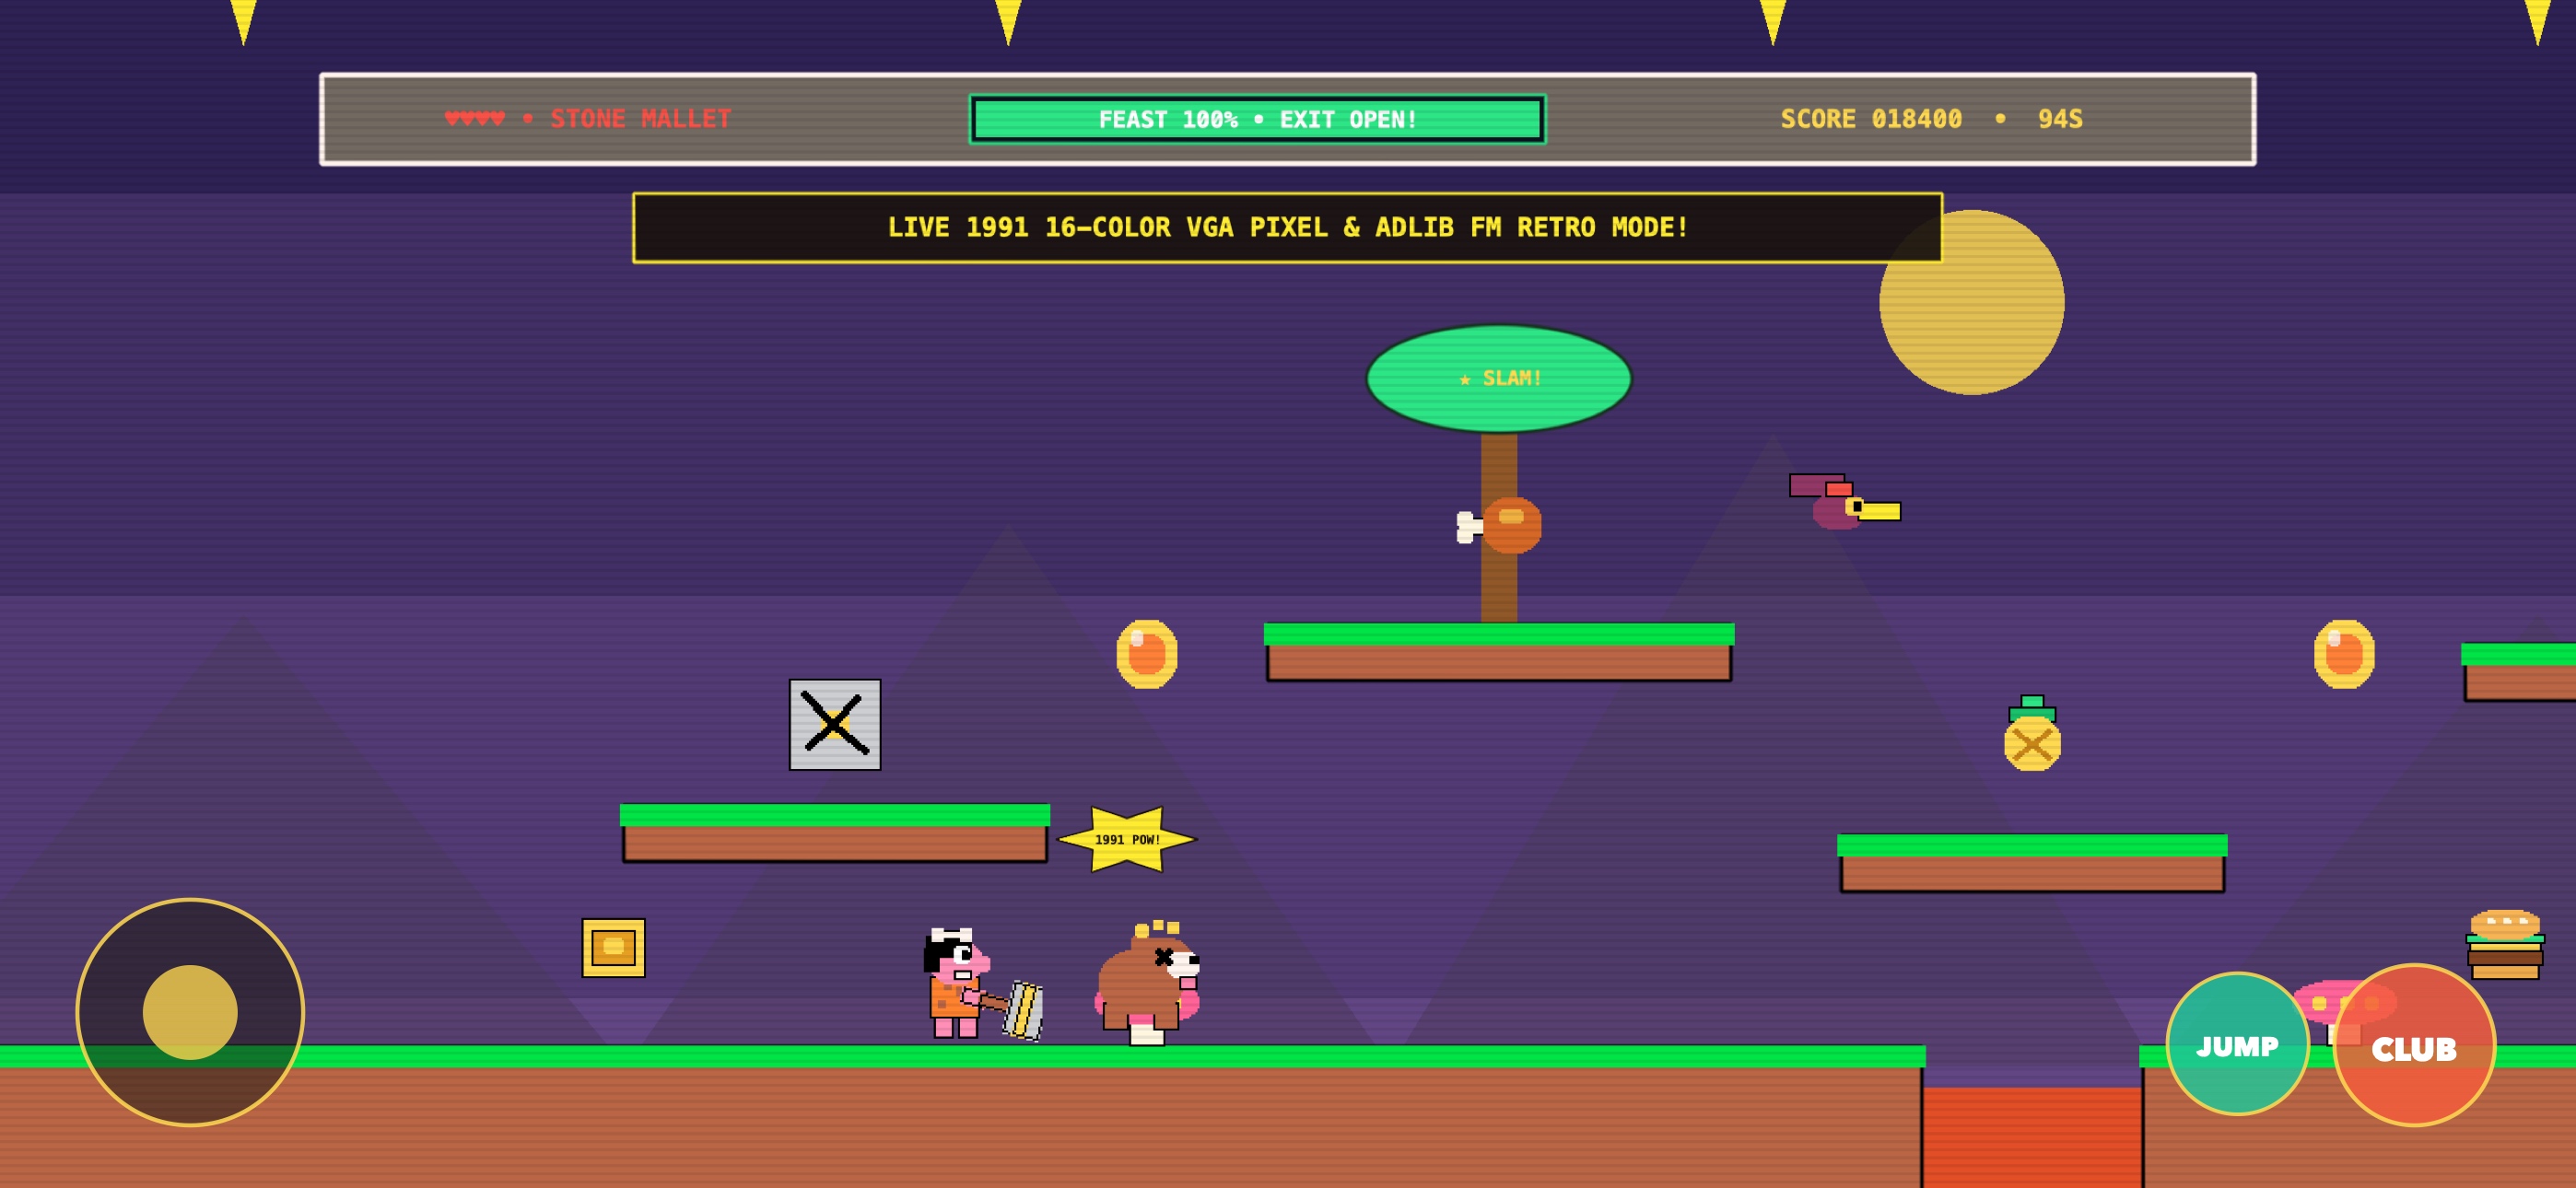 ♥♥♥♥ • STONE MALLET
FEAST 100% • EXIT OPEN!
SCORE 018400 • 94S
LIVE 1991 16–COLOR VGA PIXEL & ADLIB FM RETRO MODE!
★ SLAM!
1991 POW!
JUMP
CLUB